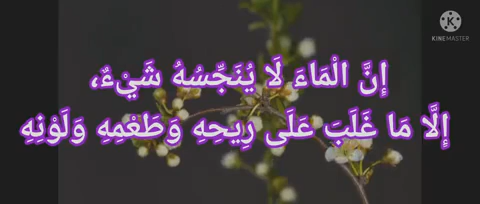 KINEMASTER
إِنَّ الْمَاءَ لَا يُنَجِّسُهُ شَيْءٌ،
إِلَّا مَا غَلَبَ عَلَى رِيحِهِ وَطَعْمِهِ وَلَوْنِهِ